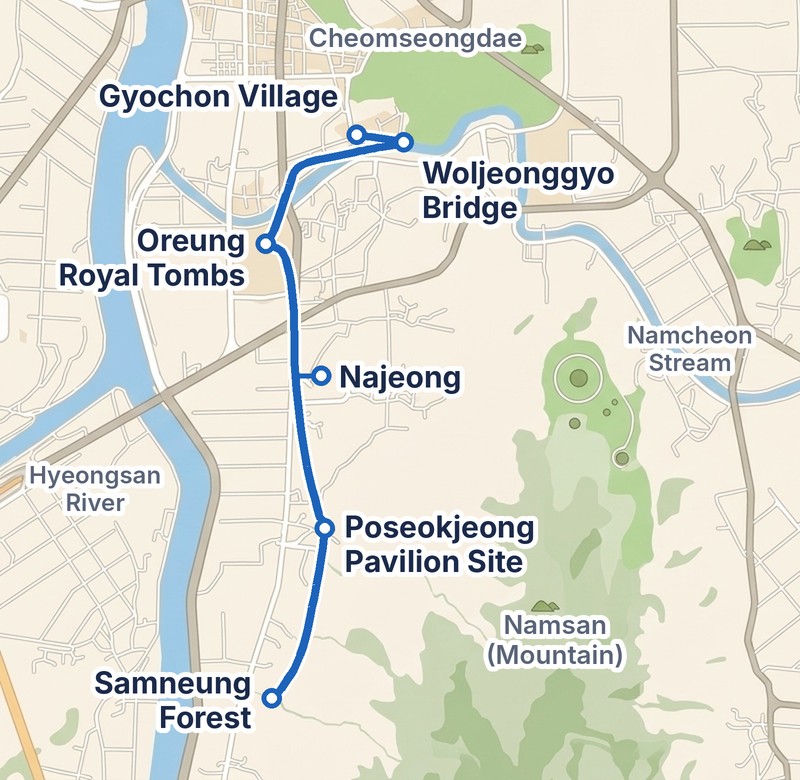 Cheomseongdae
Gyochon Village
Woljeonggyo
Bridge
Oreung
Royal Tombs
Namcheon
Stream
Najeong
Hyeongsan
River
Poseokjeong
Pavilion Site
Namsan
(Mountain)
Samneung
Forest